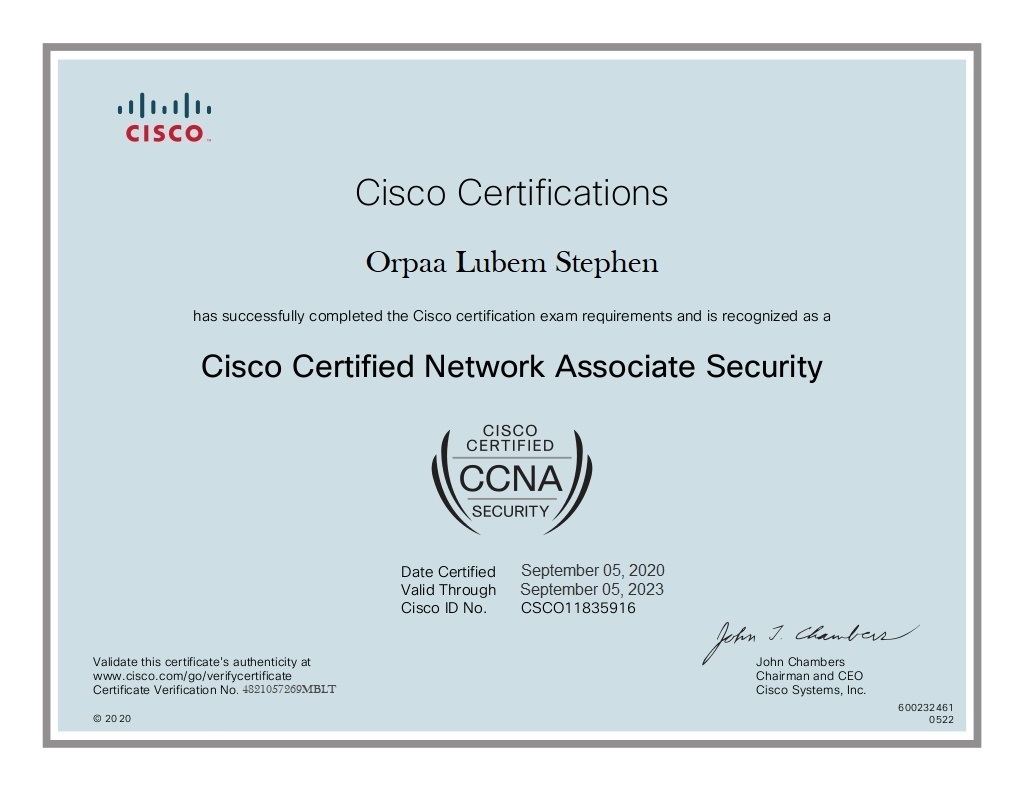 CISCO™
Cisco Certifications
Orpaa Lubem Stephen
has successfully completed the Cisco certification exam requirements and is recognized as a
Cisco Certified Network Associate Security
CISCO
CERTIFIED
CCNA
SECURITY
Date Certified September 05, 2020
Valid Through September 05, 2023
Cisco ID No. CSCO11835916
John T. Chambers
Validate this certificate's authenticity at
www.cisco.com/go/verifycertificate
Certificate Verification No. 4821057269MBLT
John Chambers
Chairman and CEO
Cisco Systems, Inc.
© 2020
600232461
0522